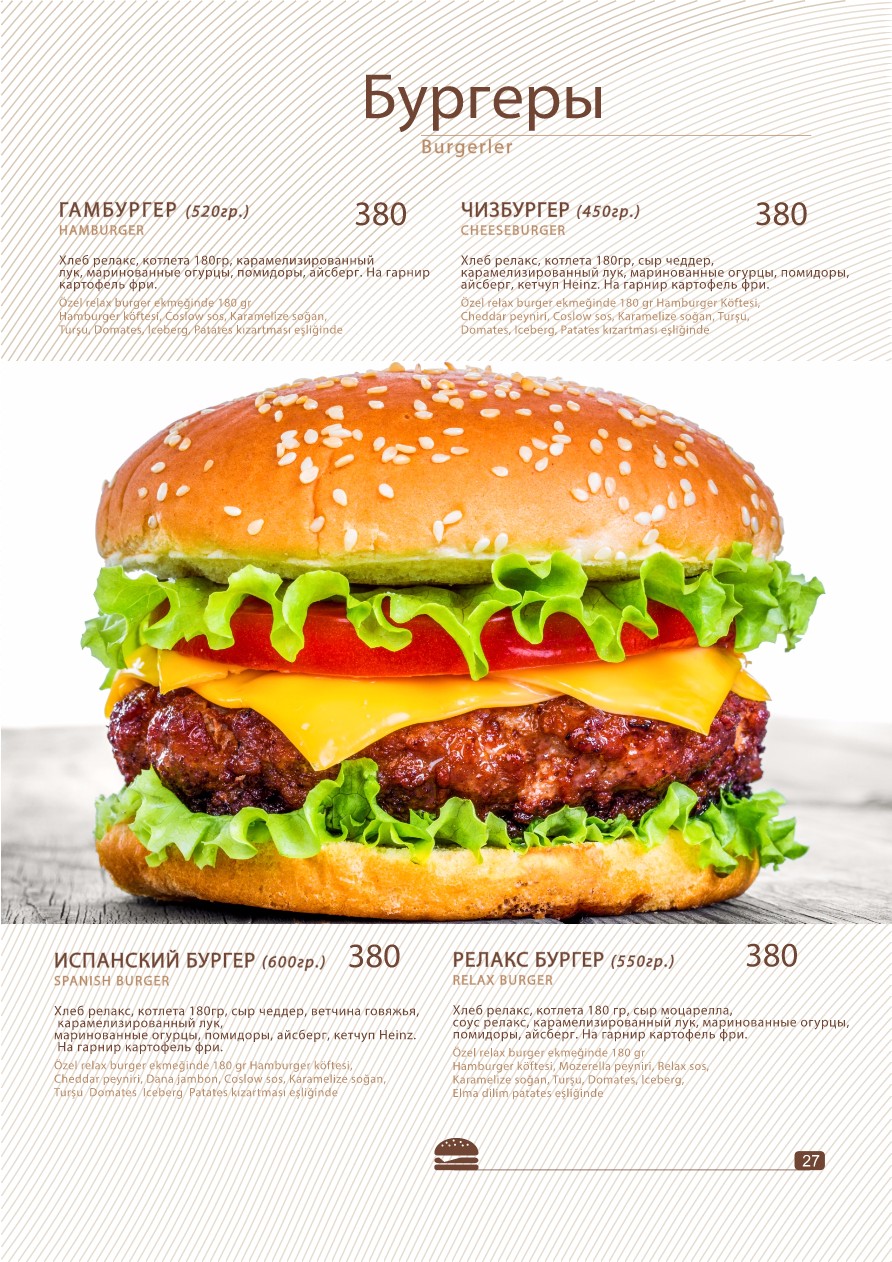 Бургеры
Burgerler
ГАМБУРГЕР (520гр.) 380
HAMBURGER
Хлеб релакс, котлета 180гр, карамелизированный
лук, маринованные огурцы, помидоры, айсберг. На гарнир
картофель фри.
Özel relax burger ekmeğinde 180 gr
Hamburger köftesi, Coslow sos, Karamelize soğan,
Turşu, Domates, Iceberg, Patates kızartması eşliğinde
ЧИЗБУРГЕР (450гр.) 380
CHEESEBURGER
Хлеб релакс, котлета 180гр, сыр чеддер,
карамелизированный лук, маринованные огурцы, помидоры,
айсберг, кетчуп Heinz. На гарнир картофель фри.
Özel relax burger ekmeğinde 180 gr Hamburger Köftesi,
Cheddar peyniri, Coslow sos, Karamelize soğan, Turşu,
Domates, Iceberg, Patates kızartması eşliğinde
ИСПАНСКИЙ БУРГЕР (600гр.) 380
SPANISH BURGER
Хлеб релакс, котлета 180гр, сыр чеддер, ветчина говяжья,
карамелизированный лук,
маринованные огурцы, помидоры, айсберг, кетчуп Heinz.
На гарнир картофель фри.
Özel relax burger ekmeğinde 180 gr Hamburger köftesi,
Cheddar peyniri, Dana jambon, Coslow sos, Karamelize soğan,
Turşu Domates Iceberg Patates kızartması eşliğinde
РЕЛАКС БУРГЕР (550гр.) 380
RELAX BURGER
Хлеб релакс, котлета 180 гр, сыр моцарелла,
соус релакс, карамелизированный лук, маринованные огурцы,
помидоры, айсберг. На гарнир картофель фри.
Özel relax burger ekmeğinde 180 gr
Hamburger köftesi, Mozerella peyniri, Relax sos,
Karamelize soğan, Turşu, Domates, Iceberg,
Elma dilim patates eşliğinde
27